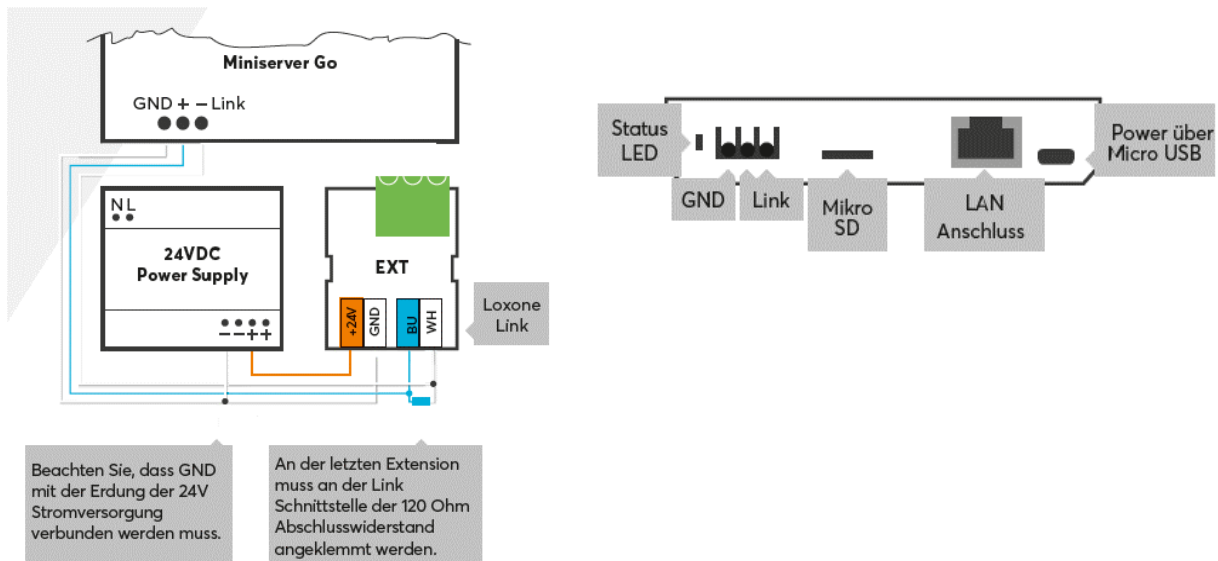 Miniserver Go
GND + − Link
N L
24VDC
Power Supply
− − + +
EXT
+24V
GND
BU
WH
Loxone
Link
Beachten Sie, dass GND
mit der Erdung der 24V
Stromversorgung
verbunden werden muss.
An der letzten Extension
muss an der Link
Schnittstelle der 120 Ohm
Abschlusswiderstand
angeklemmt werden.
Status
LED
GND
Link
Mikro
SD
LAN
Anschluss
Power über
Micro USB